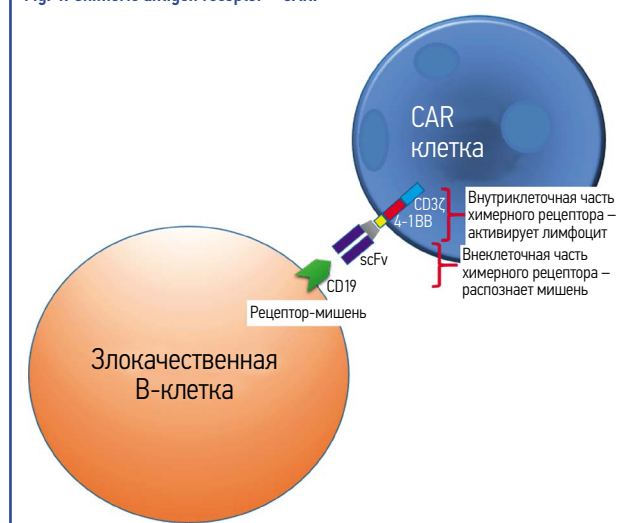 Fig. 1. Chimeric antigen receptor – CAR.
CAR
клетка
CD3ζ
4-1BB
Внутриклеточная часть
химерного рецептора –
активирует лимфоцит
Внеклеточная часть
химерного рецептора –
распознает мишень
scFv
CD19
Рецептор-мишень
Злокачественная
В-клетка